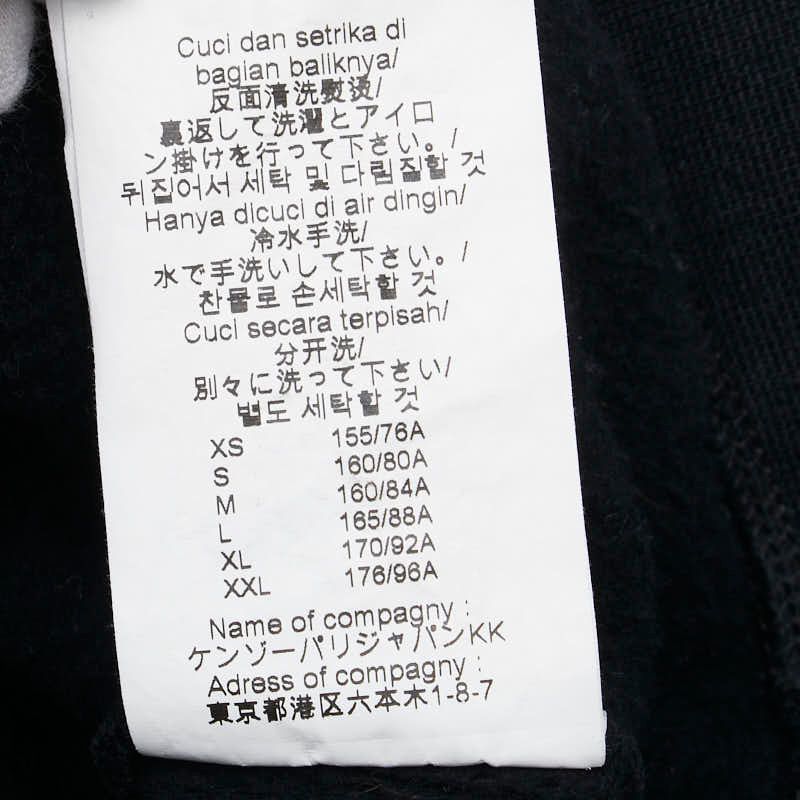 Cuci dan setrika di
bagian baliknya/
反面清洗熨烫/
裏返して洗濯とアイロ
ン掛けを行って下さい。/
뒤집어서 세탁 및 다림질할 것
Hanya dicuci di air dingin/
冷水手洗/
水で手洗いして下さい。/
찬물로 손세탁할 것
Cuci secara terpisah/
分开洗/
別々に洗って下さい/
별도 세탁할 것
XS 155/76A
S 160/80A
M 160/84A
L 165/88A
XL 170/92A
XXL 176/96A
Name of compagny :
ケンゾーパリジャパンKK
Adress of compagny :
東京都港区六本木1-8-7